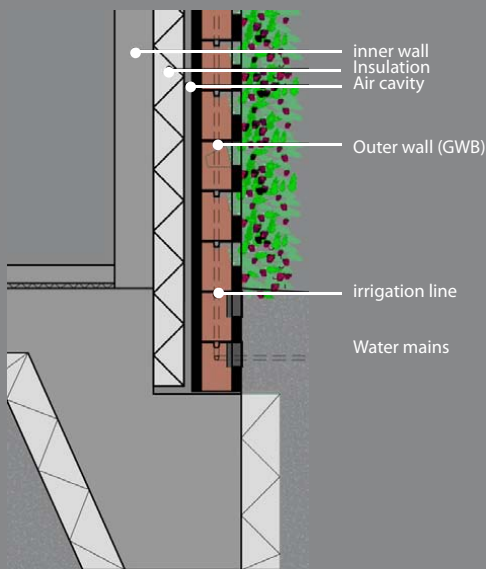 inner wall
Insulation
Air cavity
Outer wall (GWB)
irrigation line
Water mains